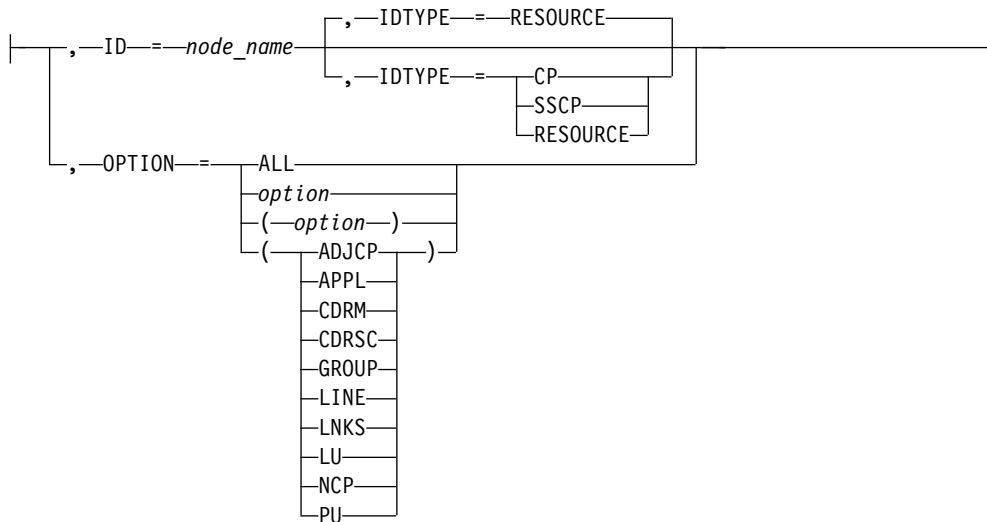 , IDTYPE = RESOURCE
, ID = node_name
, IDTYPE = CP
SSCP
RESOURCE
, OPTION = ALL
option
( option )
( ADJCP )
APPL
CDRM
CDRSC
GROUP
LINE
LNKS
LU
NCP
PU